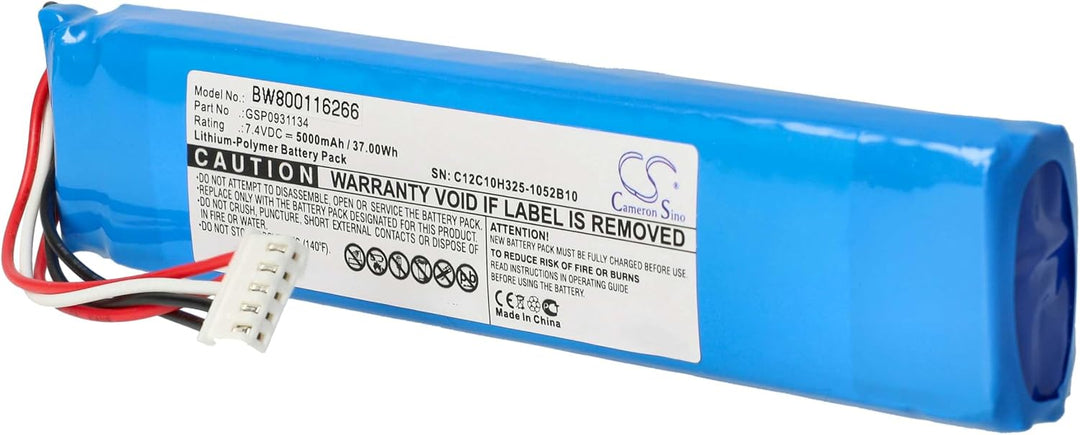 Model No.: BW800116266
Part No .:GSP0931134
Rating .:7.4VDC 5000mAh / 37.00Wh
Lithium-Polymer Battery Pack
SN: C12C10H325-1052B10
CS
Cameron Sino
CAUTION
WARRANTY VOID IF LABEL IS REMOVED
•DO NOT ATTEMPT TO DISASSEMBLE, OPEN OR SERVICE THE BATTERY PACK.
•REPLACE ONLY WITH THE BATTERY PACK DESIGNATED FOR THIS PRODUCT.
•DO NOT CRUSH, PUNCTURE, SHORT EXTERNAL CONTACTS OR DISPOSE OF
IN FIRE OR WATER.
•DO NOT (140°F).
ATTENTION:
NEW BATTERY PACK MUST BE FULLY CHARGED BEFORE USE.
TO REDUCE RISK OF FIRE OR BURNS
READ INSTRUCTIONS IN OPERATING GUIDE
BEFORE USING THE BATTERY.
CE
Made In China